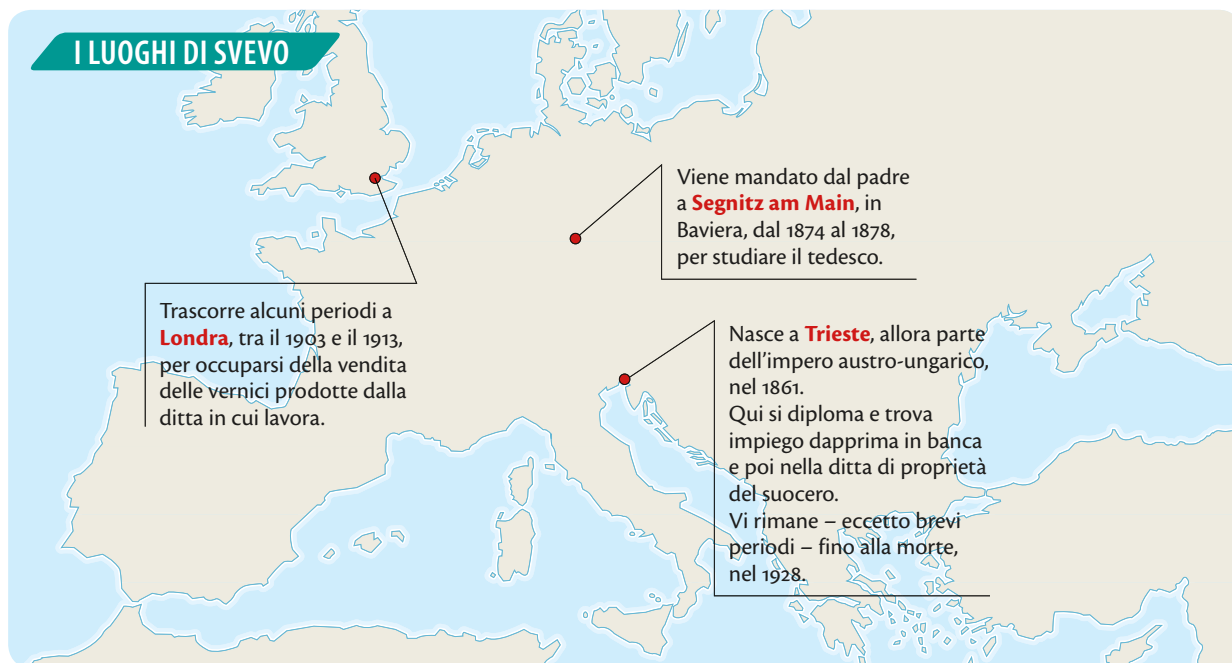 I LUOGHI DI SVEVO
Viene mandato dal padre
a Segnitz am Main, in
Baviera, dal 1874 al 1878,
per studiare il tedesco.
Trascorre alcuni periodi a
Londra, tra il 1903 e il 1913,
per occuparsi della vendita
delle vernici prodotte dalla
ditta in cui lavora.
Nasce a Trieste, allora parte
dell'impero austro-ungarico,
nel 1861.
Qui si diploma e trova
impiego dapprima in banca
e poi nella ditta di proprietà
del suocero.
Vi rimane – eccetto brevi
periodi – fino alla morte,
nel 1928.